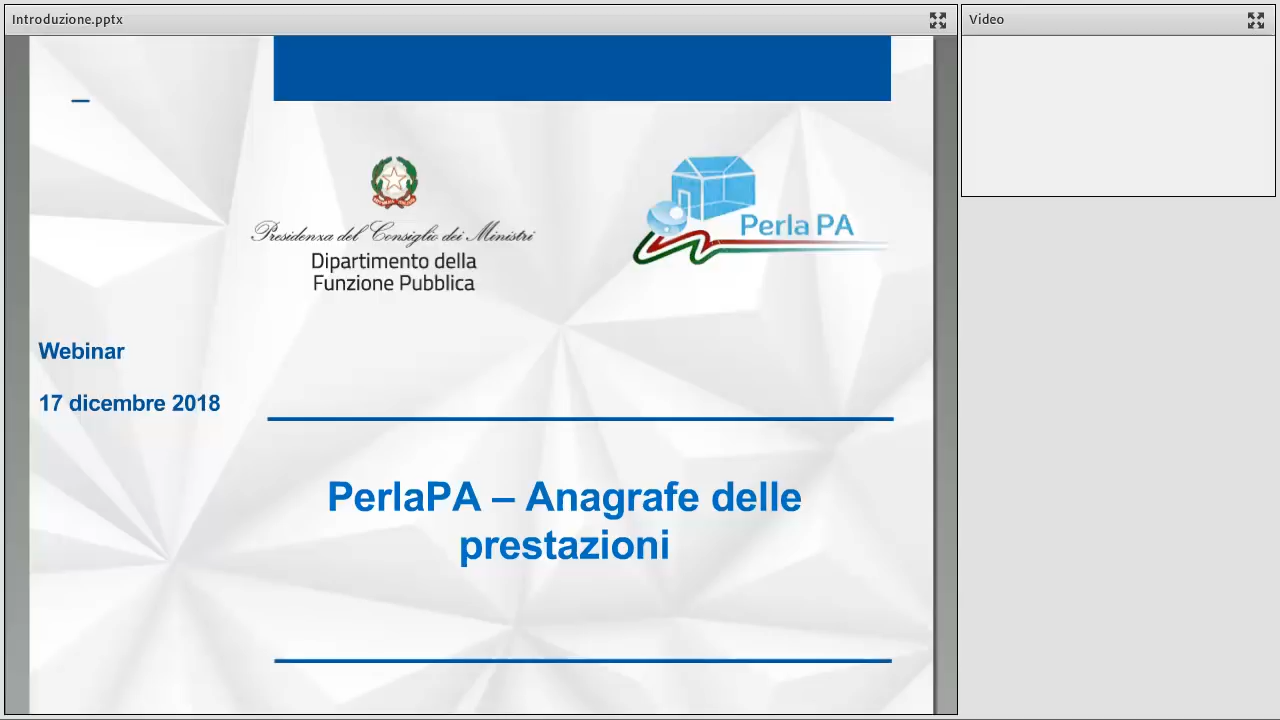 Introduzione.pptx
Video
Presidenza del Consiglio dei Ministri
Dipartimento della
Funzione Pubblica
Perla PA
Webinar
17 dicembre 2018
PerlaPA – Anagrafe delle
prestazioni